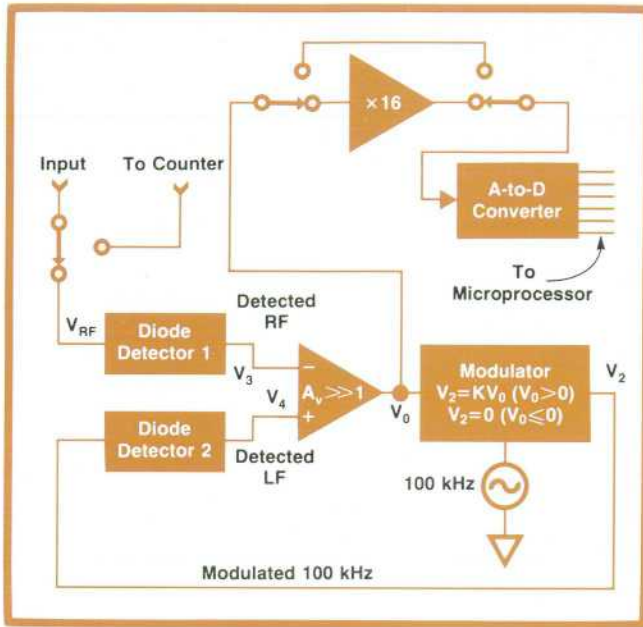 ×16
Input
To Counter
A-to-D
Converter
To
Microprocessor
V_RF
Diode
Detector 1
Detected
RF
V_3
V_4
−
A_v≫1
+
V_0
Modulator
V_2=KV_0 (V_0>0)
V_2=0 (V_0≤0)
V_2
Diode
Detector 2
Detected
LF
100 kHz
Modulated 100 kHz